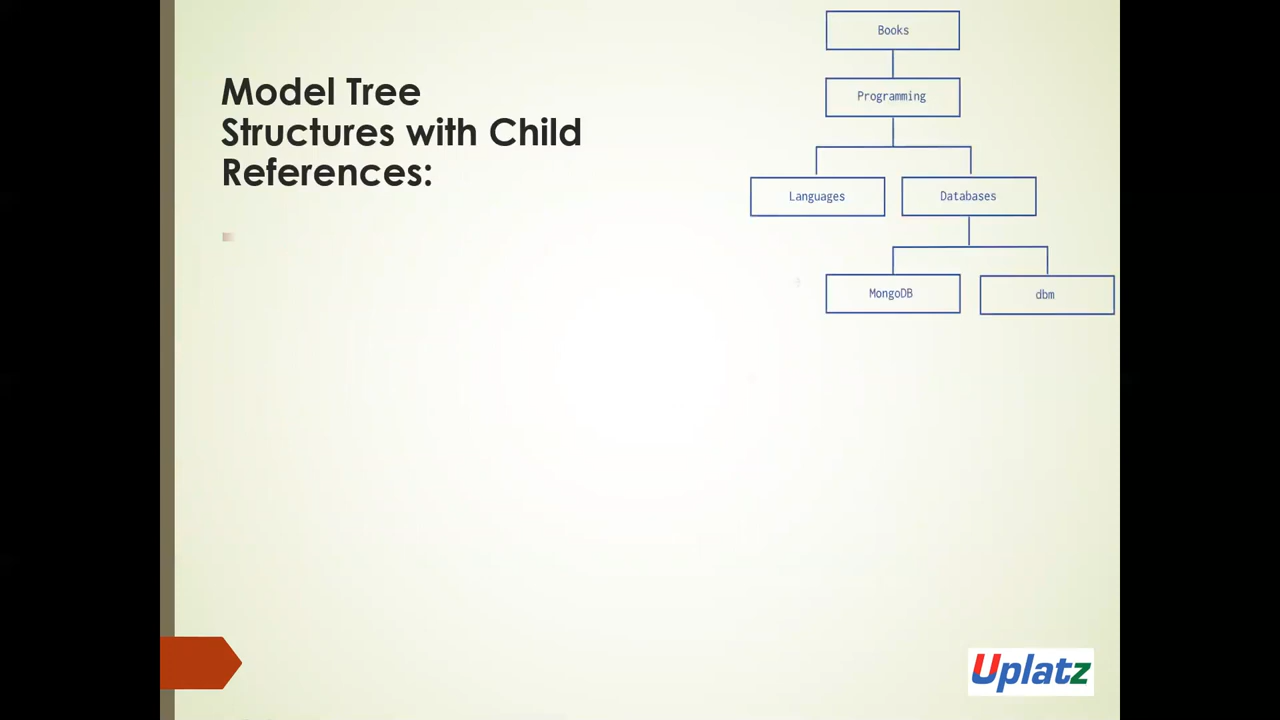 Model Tree
Structures with Child
References:
Books
Programming
Languages
Databases
MongoDB
dbm
Uplatz